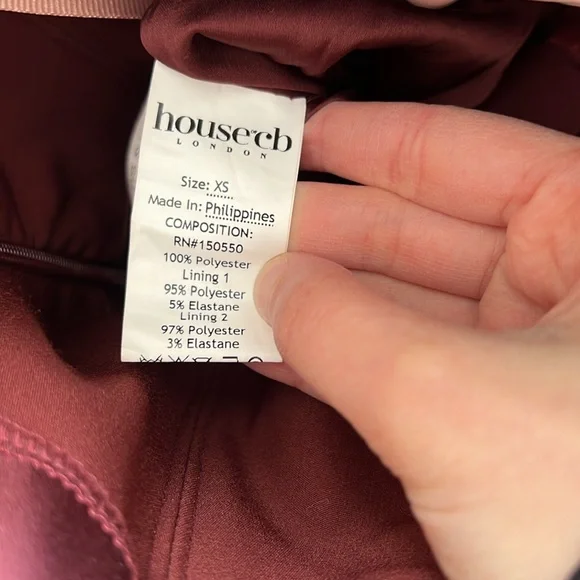 house of cb
LONDON
Size: XS
Made In: Philippines
COMPOSITION:
RN#150550
100% Polyester
Lining 1
95% Polyester
5% Elastane
Lining 2
97% Polyester
3% Elastane